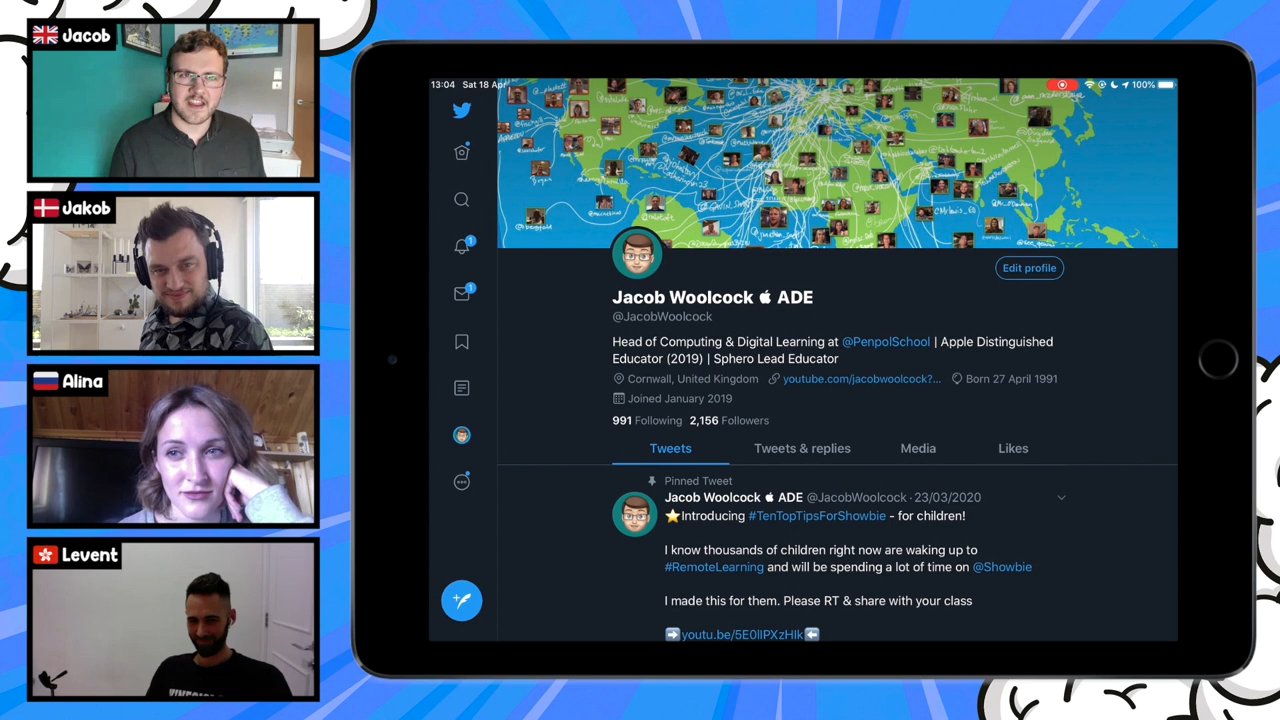 Jacob
Jakob
Alina
Levent
13:04 Sat 18 Apr
100%
1
1
Edit profile
Jacob Woolcock ADE
@JacobWoolcock
Head of Computing & Digital Learning at @PenpolSchool | Apple Distinguished
Educator (2019) | Sphero Lead Educator
Cornwall, United Kingdom youtube.com/jacobwoolcock?... Born 27 April 1991
Joined January 2019
991 Following 2,156 Followers
Tweets Tweets & replies Media Likes
Pinned Tweet
Jacob Woolcock ADE @JacobWoolcock · 23/03/2020
⭐Introducing #TenTopTipsForShowbie - for children!
I know thousands of children right now are waking up to
#RemoteLearning and will be spending a lot of time on @Showbie
I made this for them. Please RT & share with your class
➡️youtu.be/5E0lIPXzHIk⬅️